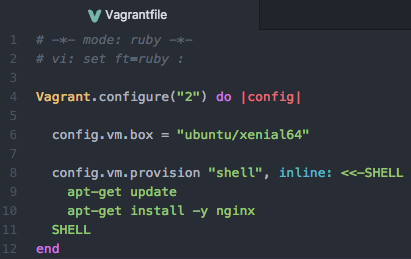 Vagrantfile
1 # -*- mode: ruby -*-
2 # vi: set ft=ruby :
3
4 Vagrant.configure("2") do |config|
5
6   config.vm.box = "ubuntu/xenial64"
7
8   config.vm.provision "shell", inline: <<-SHELL
9     apt-get update
10     apt-get install -y nginx
11   SHELL
12 end